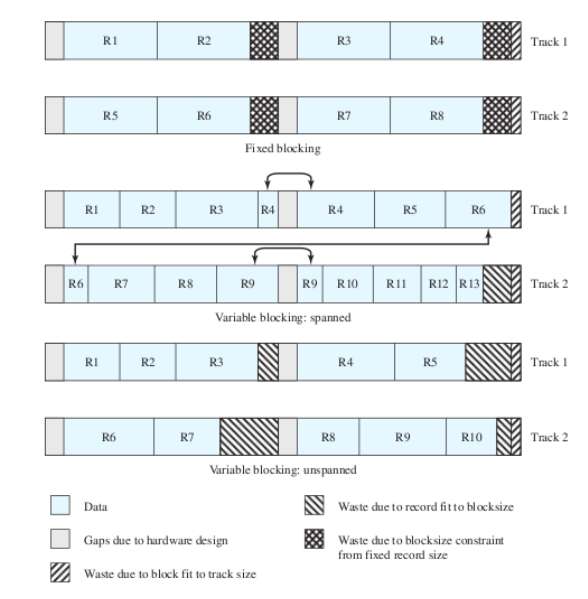 R1 R2 R3 R4 Track 1
R5 R6 R7 R8 Track 2
Fixed blocking
R1 R2 R3 R4 R4 R5 R6 Track 1
R6 R7 R8 R9 R9 R10 R11 R12 R13 Track 2
Variable blocking: spanned
R1 R2 R3 R4 R5 Track 1
R6 R7 R8 R9 R10 Track 2
Variable blocking: unspanned
Data
Gaps due to hardware design
Waste due to block fit to track size
Waste due to record fit to blocksize
Waste due to blocksize constraint
from fixed record size